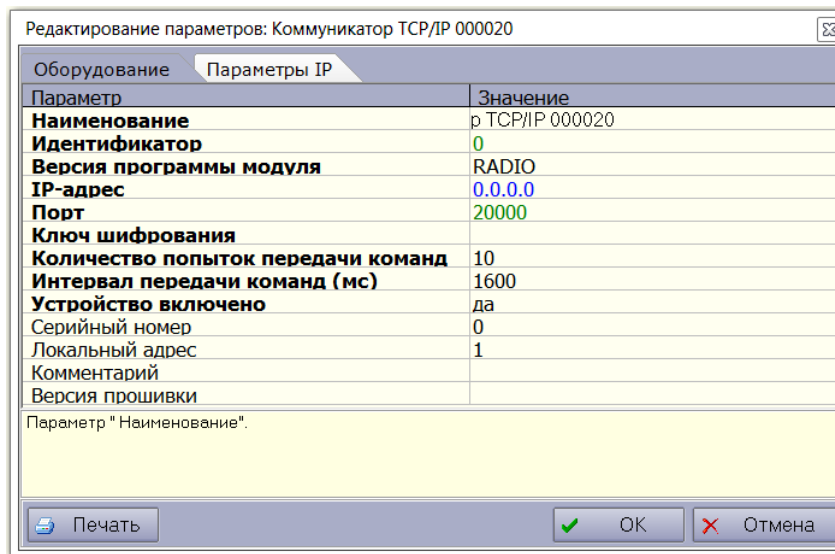 Редактирование параметров: Коммуникатор TCP/IP 000020
Оборудование Параметры IP
Параметр Значение
Наименование р TCP/IP 000020
Идентификатор 0
Версия программы модуля RADIO
IP-адрес 0.0.0.0
Порт 20000
Ключ шифрования
Количество попыток передачи команд 10
Интервал передачи команд (мс) 1600
Устройство включено да
Серийный номер 0
Локальный адрес 1
Комментарий
Версия прошивки
Параметр "Наименование".
Печать OK Отмена